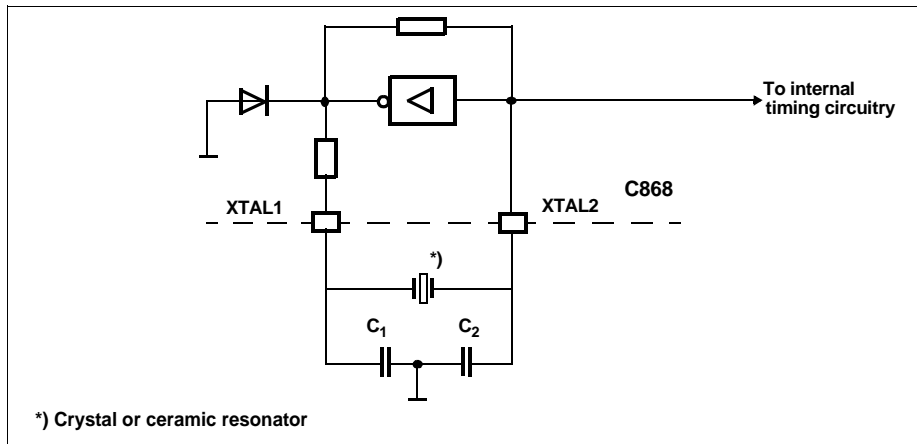 To internal
timing circuitry
C868
XTAL1
XTAL2
*)
C1
C2
*) Crystal or ceramic resonator